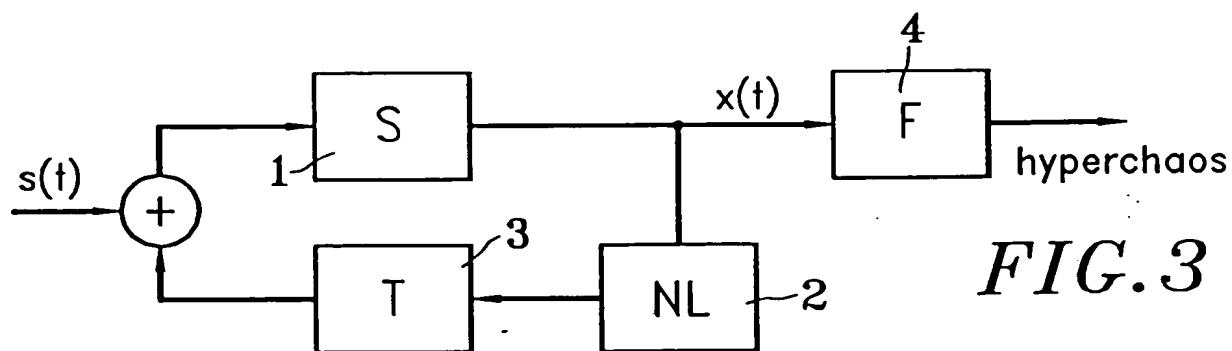 4
S
x(t)
F
1
s(t)
hyperchaos
+
3
T
NL
2
FIG.3